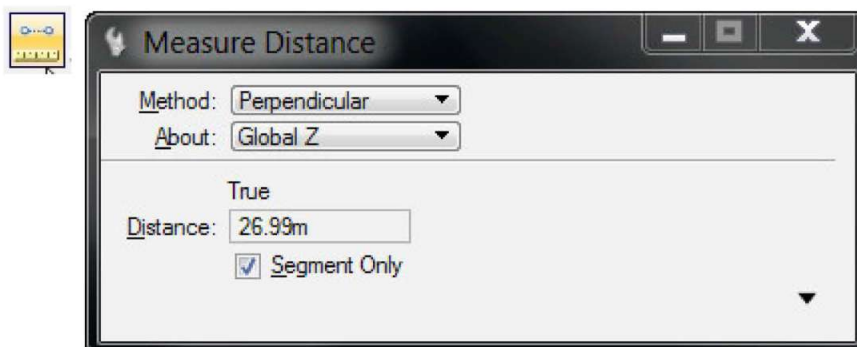 Measure Distance
Method: Perpendicular
About: Global Z
True
Distance: 26.99m
Segment Only